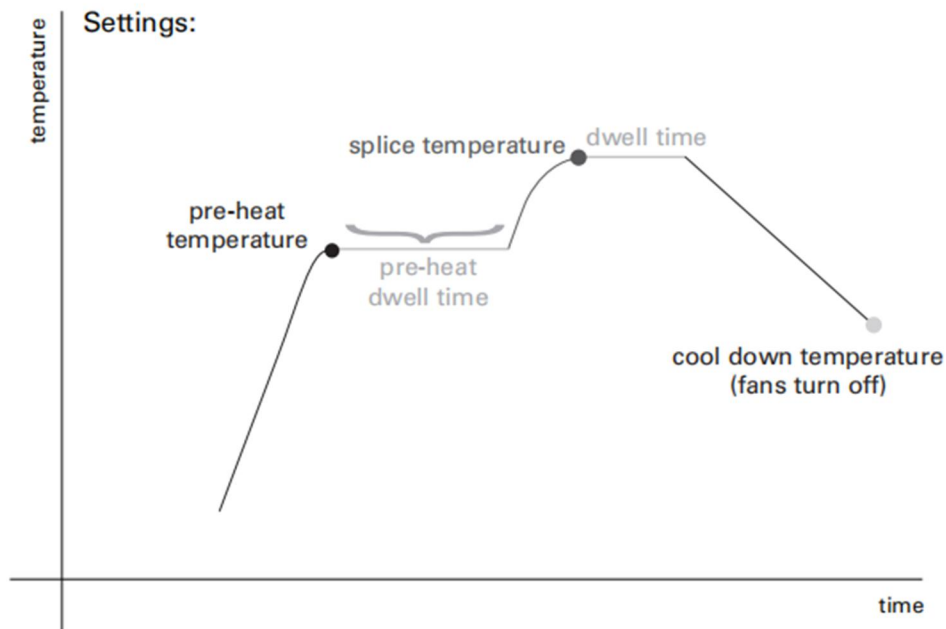 Settings:
temperature
splice temperature
dwell time
pre-heat
temperature
pre-heat
dwell time
cool down temperature
(fans turn off)
time